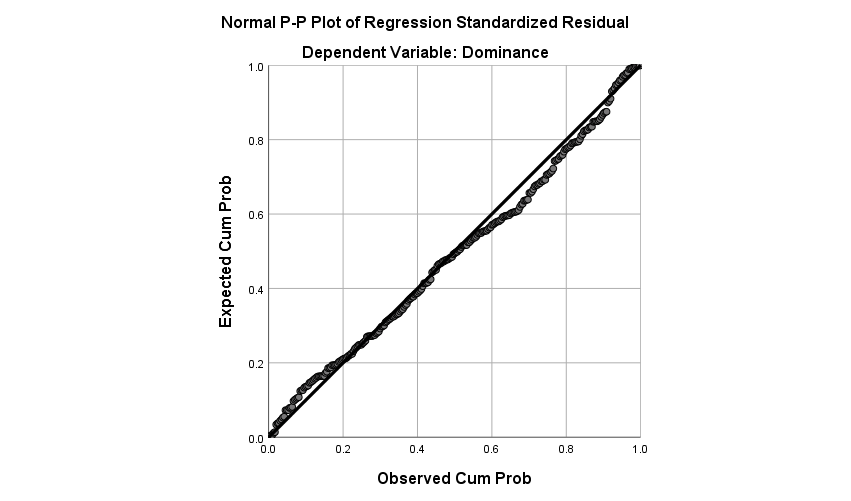 Normal P-P Plot of Regression Standardized Residual
Dependent Variable: Dominance
1.0
0.8
0.6
0.4
0.2
0.0
Expected Cum Prob
0.0 0.2 0.4 0.6 0.8 1.0
Observed Cum Prob